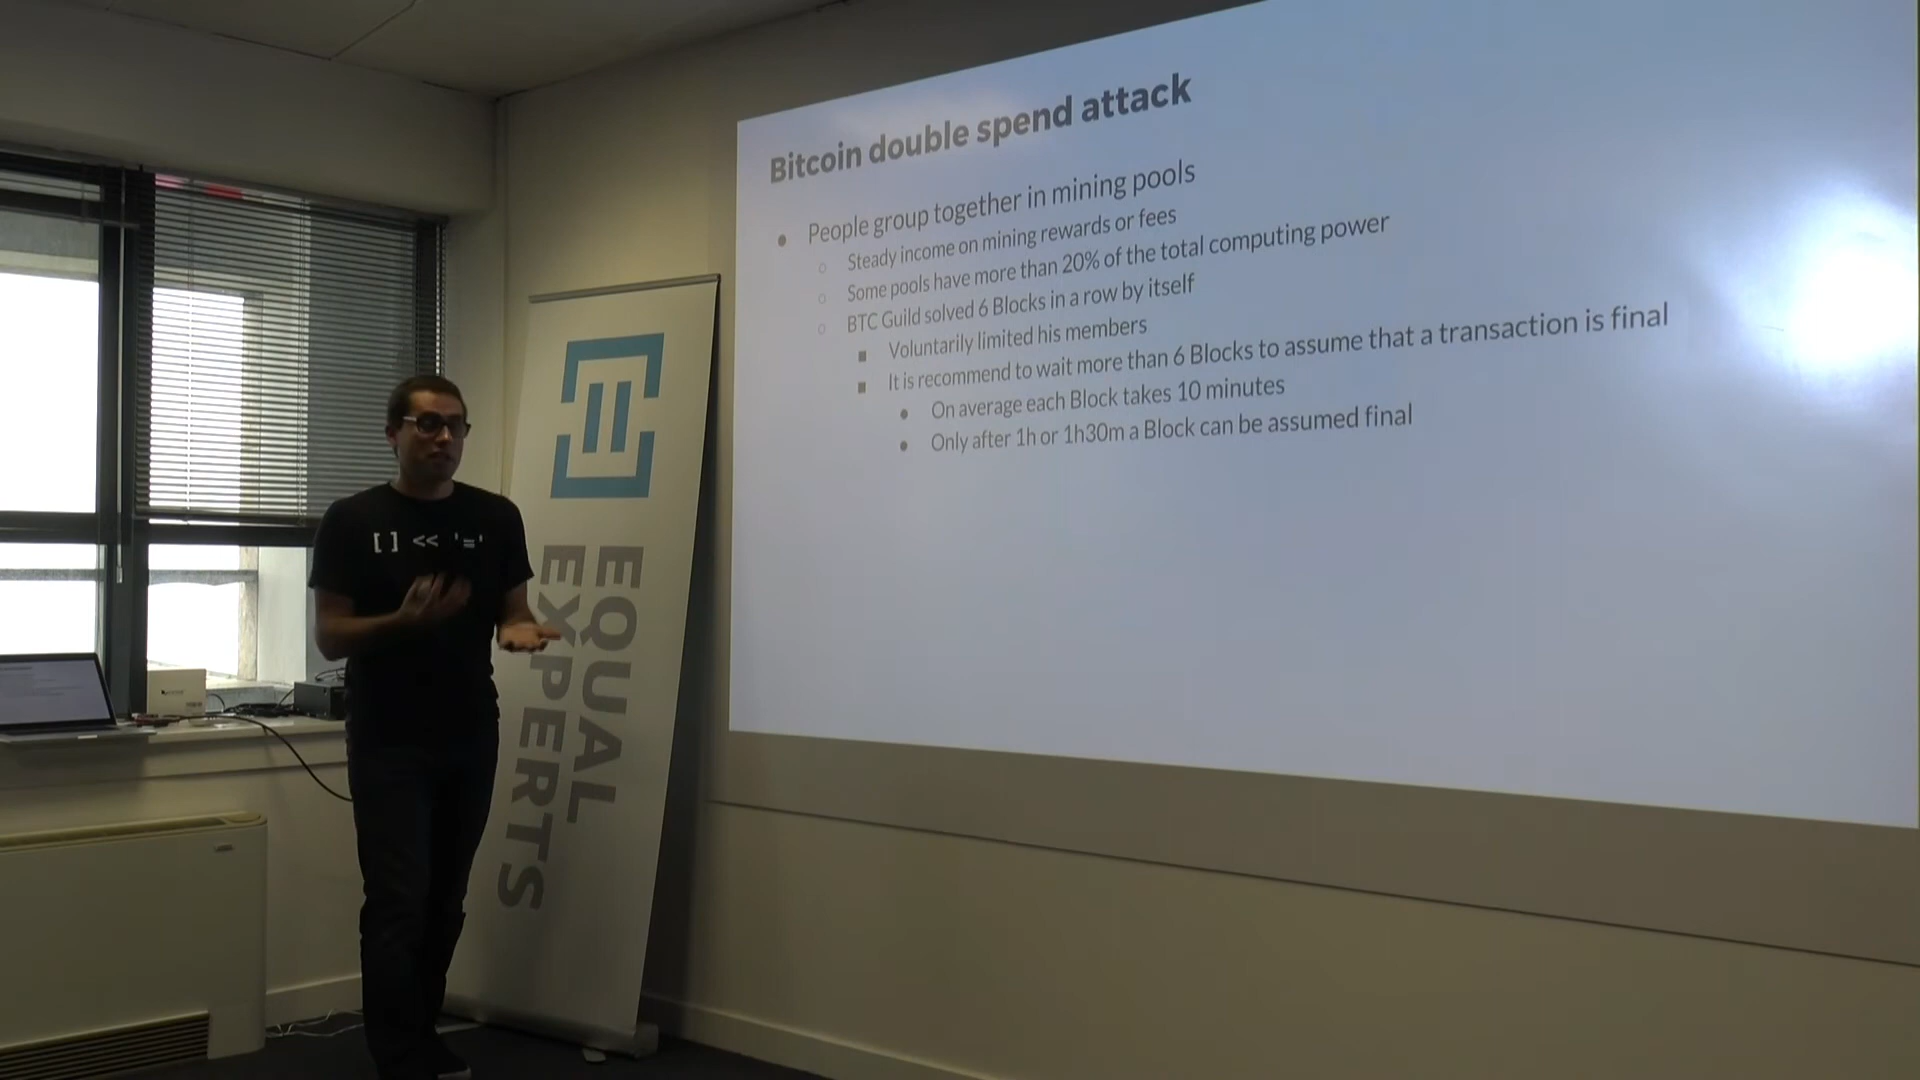 Bitcoin double spend attack
● People group together in mining pools
○ Steady income on mining rewards or fees
○ Some pools have more than 20% of the total computing power
○ BTC Guild solved 6 Blocks in a row by itself
■ Voluntarily limited his members
■ It is recommend to wait more than 6 Blocks to assume that a transaction is final
● On average each Block takes 10 minutes
● Only after 1h or 1h30m a Block can be assumed final
[ ] << '='
EQUAL
EXPERTS